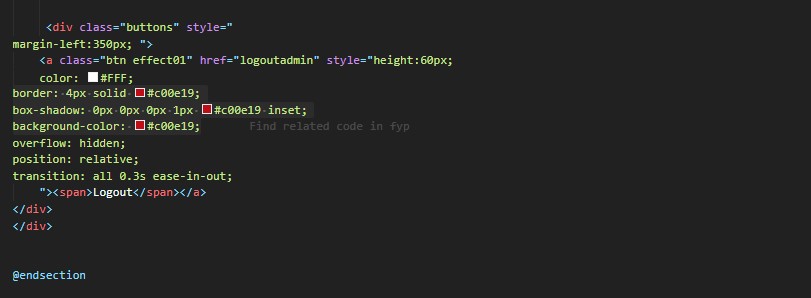 <div class="buttons" style="
margin-left:350px; ">
<a class="btn effect01" href="logoutadmin" style="height:60px;
color: #FFF;
border: 4px solid #c00e19;
box-shadow: 0px 0px 0px 1px #c00e19 inset;
background-color: #c00e19; Find related code in fyp
overflow: hidden;
position: relative;
transition: all 0.3s ease-in-out;
"><span>Logout</span></a>
</div>
</div>
@endsection